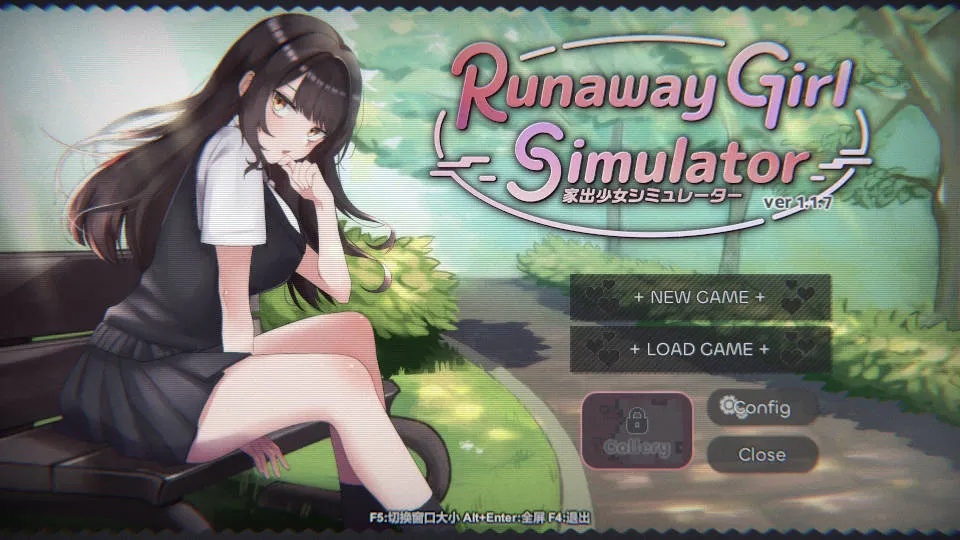 Runaway Girl
Simulator
家出少女シミュレーター
ver 1.1.7
+ NEW GAME +
+ LOAD GAME +
Gallery
Config
Close
F5:切换窗口大小 Alt+Enter:全屏 F4:退出